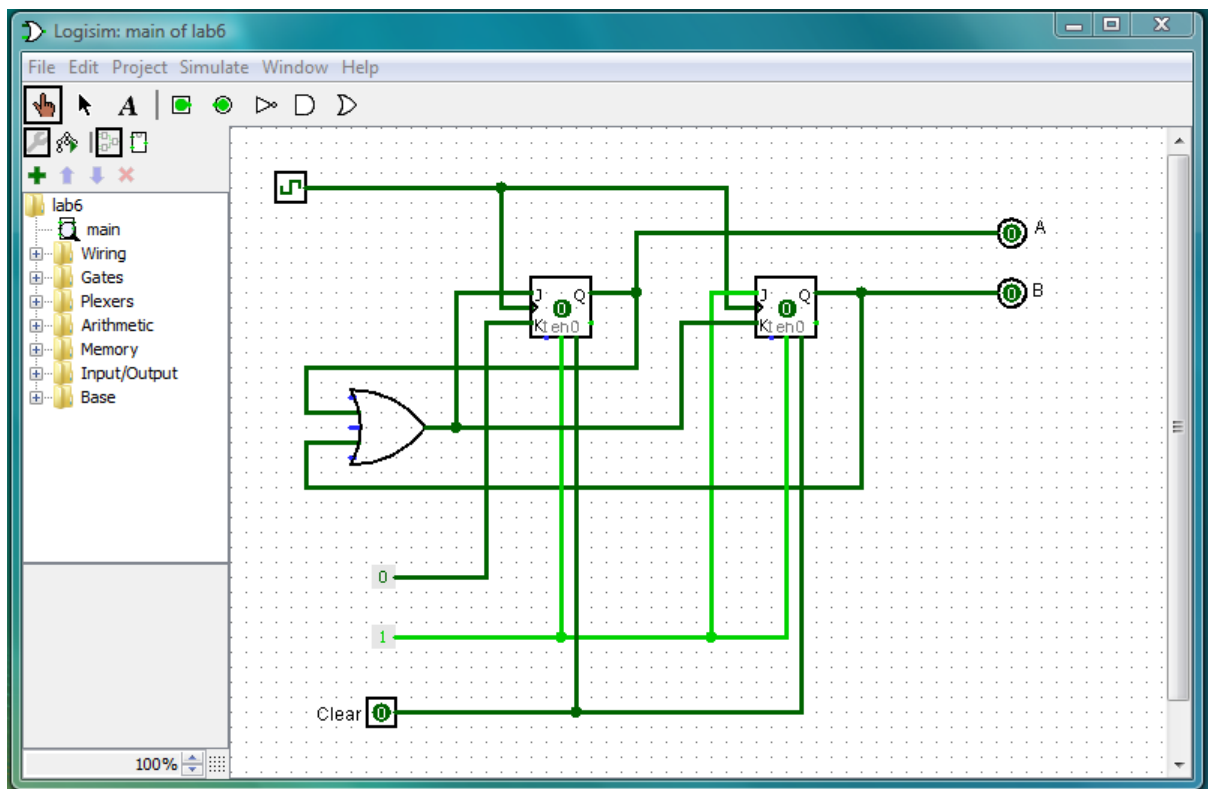 Logisim: main of lab6
File Edit Project Simulate Window Help
A
lab6
main
Wiring
Gates
Plexers
Arithmetic
Memory
Input/Output
Base
100%
A
B
J Q
0
K t en 0
J Q
0
K t en 0
0
0
0
1
Clear 0